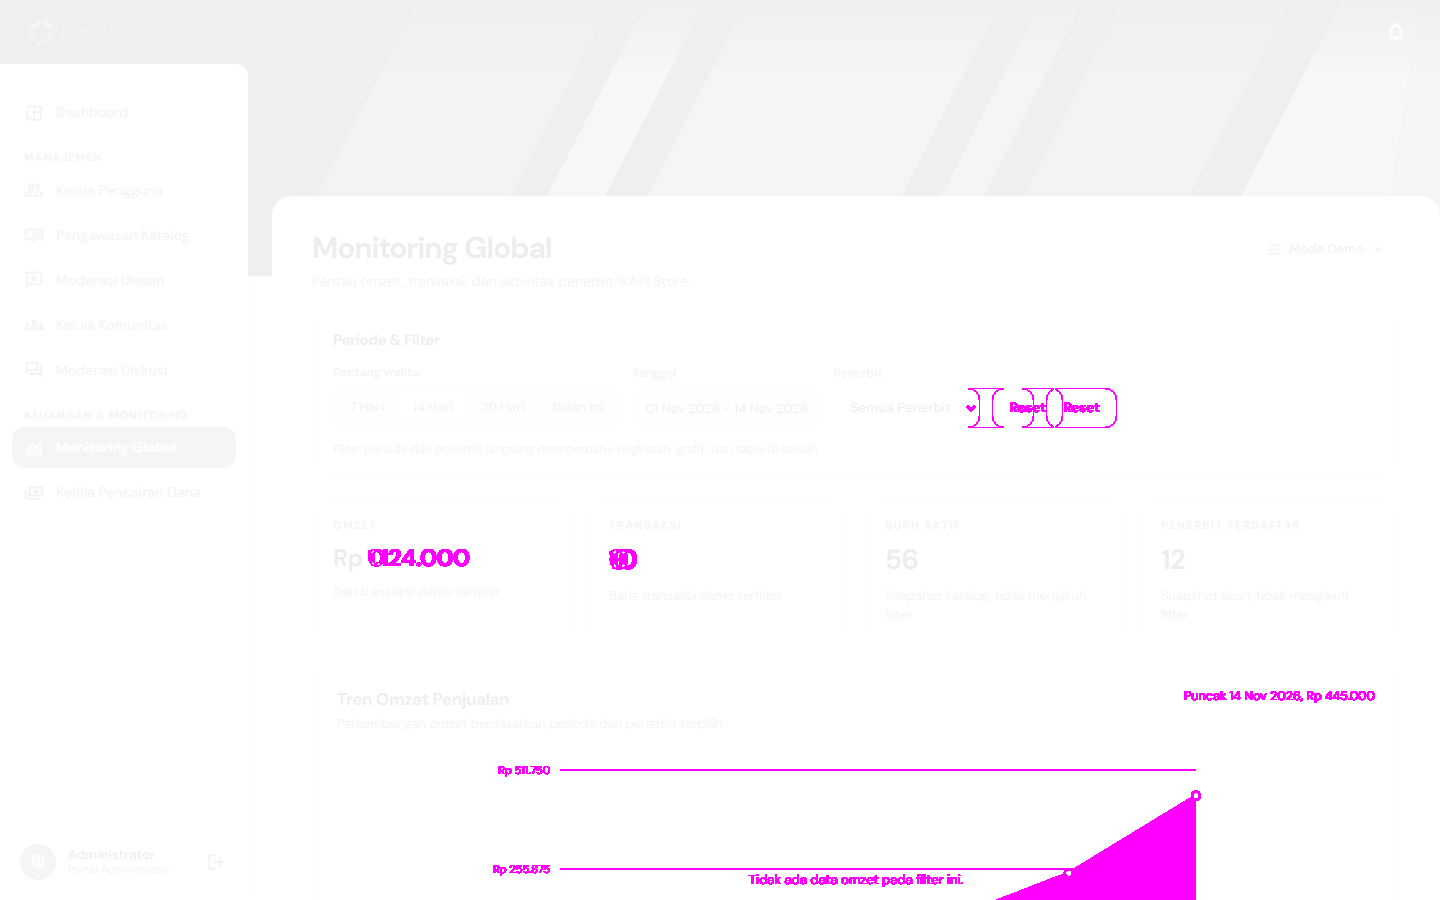 IKAPI
Dashboard
MANAJEMEN
Kelola Pengguna
Pengawasan Katalog
Moderasi Ulasan
Kelola Komunitas
Moderasi Diskusi
KEUANGAN & MONITORING
Monitoring Global
Kelola Pencairan Dana
Administrator
Portal Administrator
Monitoring Global
Mode Demo
Pantau omzet, transaksi, dan aktivitas penerbit IKAPI Store.
Periode & Filter
Rentang waktu
Tanggal
Penerbit
7 Hari
14 Hari
30 Hari
Bulan Ini
01 Nov 2026 – 14 Nov 2026
Semua Penerbit
Reset
Reset
Filter periode dan penerbit langsung memperbarui ringkasan, grafik, dan tabel di bawah.
OMZET
TRANSAKSI
BUKU AKTIF
PENERBIT TERDAFTAR
Rp
124.000
56
12
Dari transaksi demo terfilter
Baris transaksi demo terfilter
Snapshot katalog, tidak mengikuti
filter
Snapshot akun, tidak mengikuti
filter
Tren Omzet Penjualan
Puncak 14 Nov 2026, Rp 445.000
Perkembangan omzet berdasarkan periode dan penerbit terpilih.
Rp 511.750
Rp 255.875
Tidak ada data omzet pada filter ini.